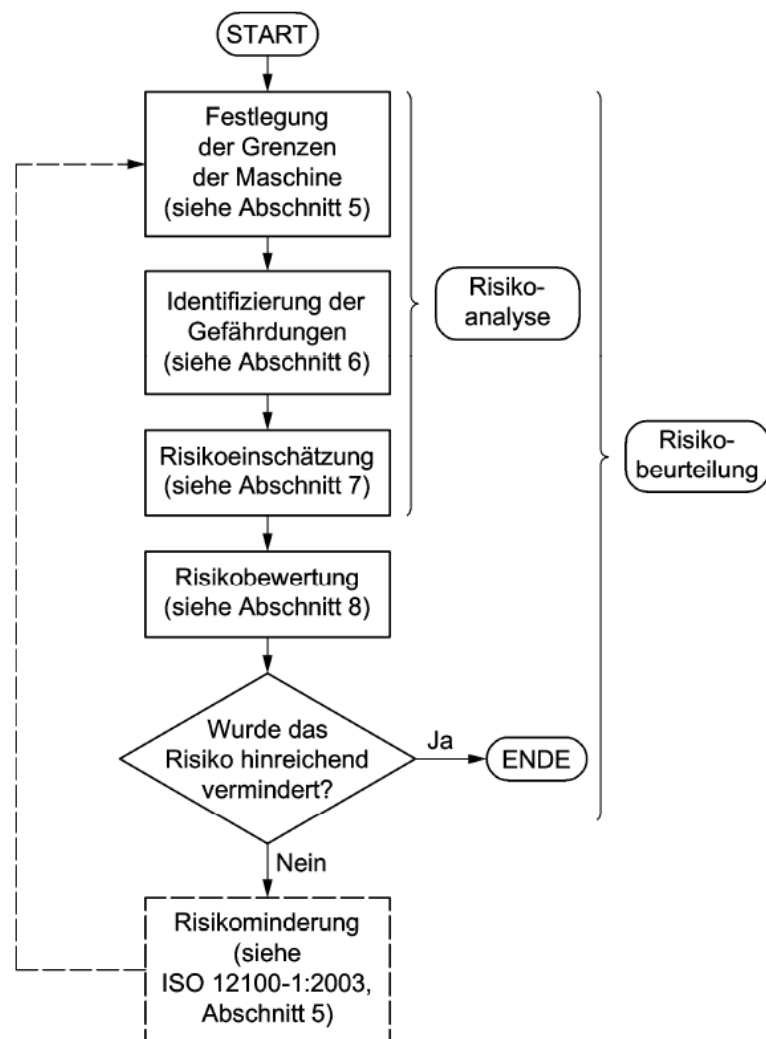 START
Festlegung
der Grenzen
der Maschine
(siehe Abschnitt 5)
Identifizierung der
Gefährdungen
(siehe Abschnitt 6)
Risiko-
analyse
Risikoeinschätzung
(siehe Abschnitt 7)
Risiko-
beurteilung
Risikobewertung
(siehe Abschnitt 8)
Wurde das
Risiko hinreichend
vermindert?
Ja
ENDE
Nein
Risikominderung
(siehe
ISO 12100-1:2003,
Abschnitt 5)